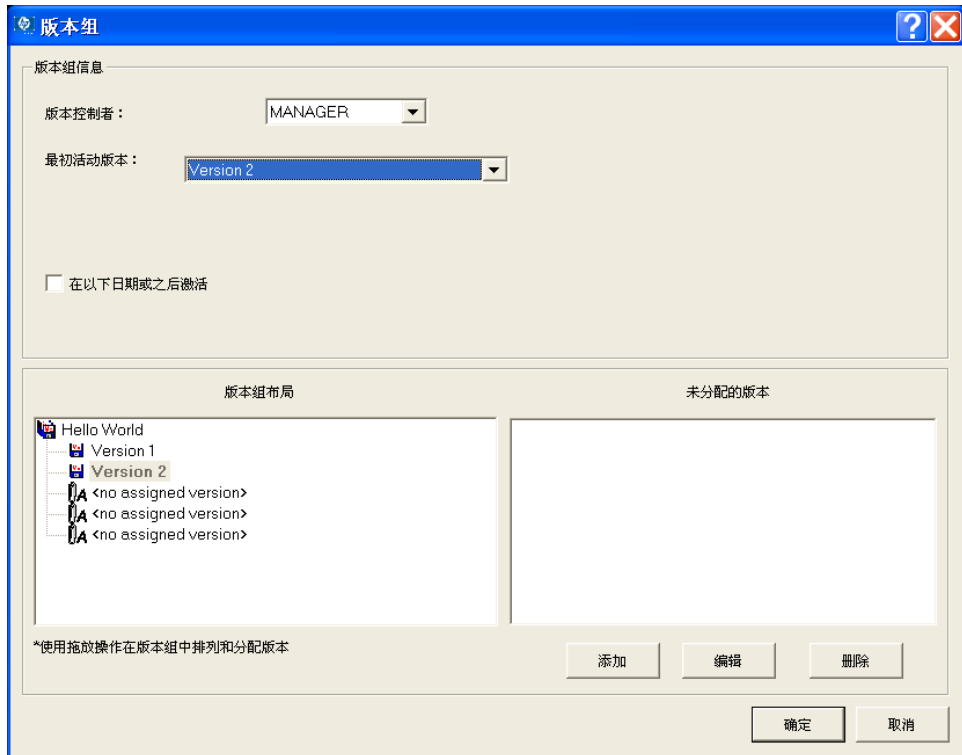 版本组
版本组信息
版本控制者：
MANAGER
最初活动版本：
Version 2
在以下日期或之后激活
版本组布局
未分配的版本
Hello World
Version 1
Version 2
<no assigned version>
<no assigned version>
<no assigned version>
*使用拖放操作在版本组中排列和分配版本
添加
编辑
删除
确定
取消